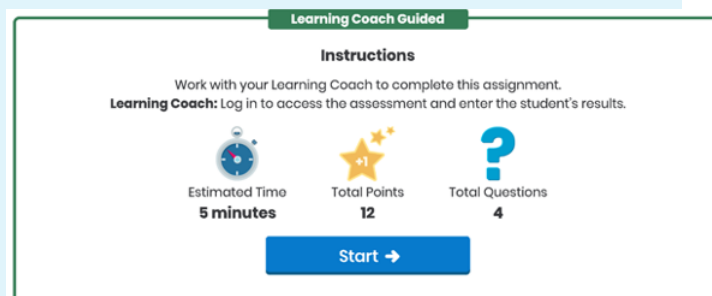 Learning Coach Guided
Instructions
Work with your Learning Coach to complete this assignment.
Learning Coach: Log in to access the assessment and enter the student's results.
+1
Estimated Time
5 minutes
Total Points
12
Total Questions
4
Start →